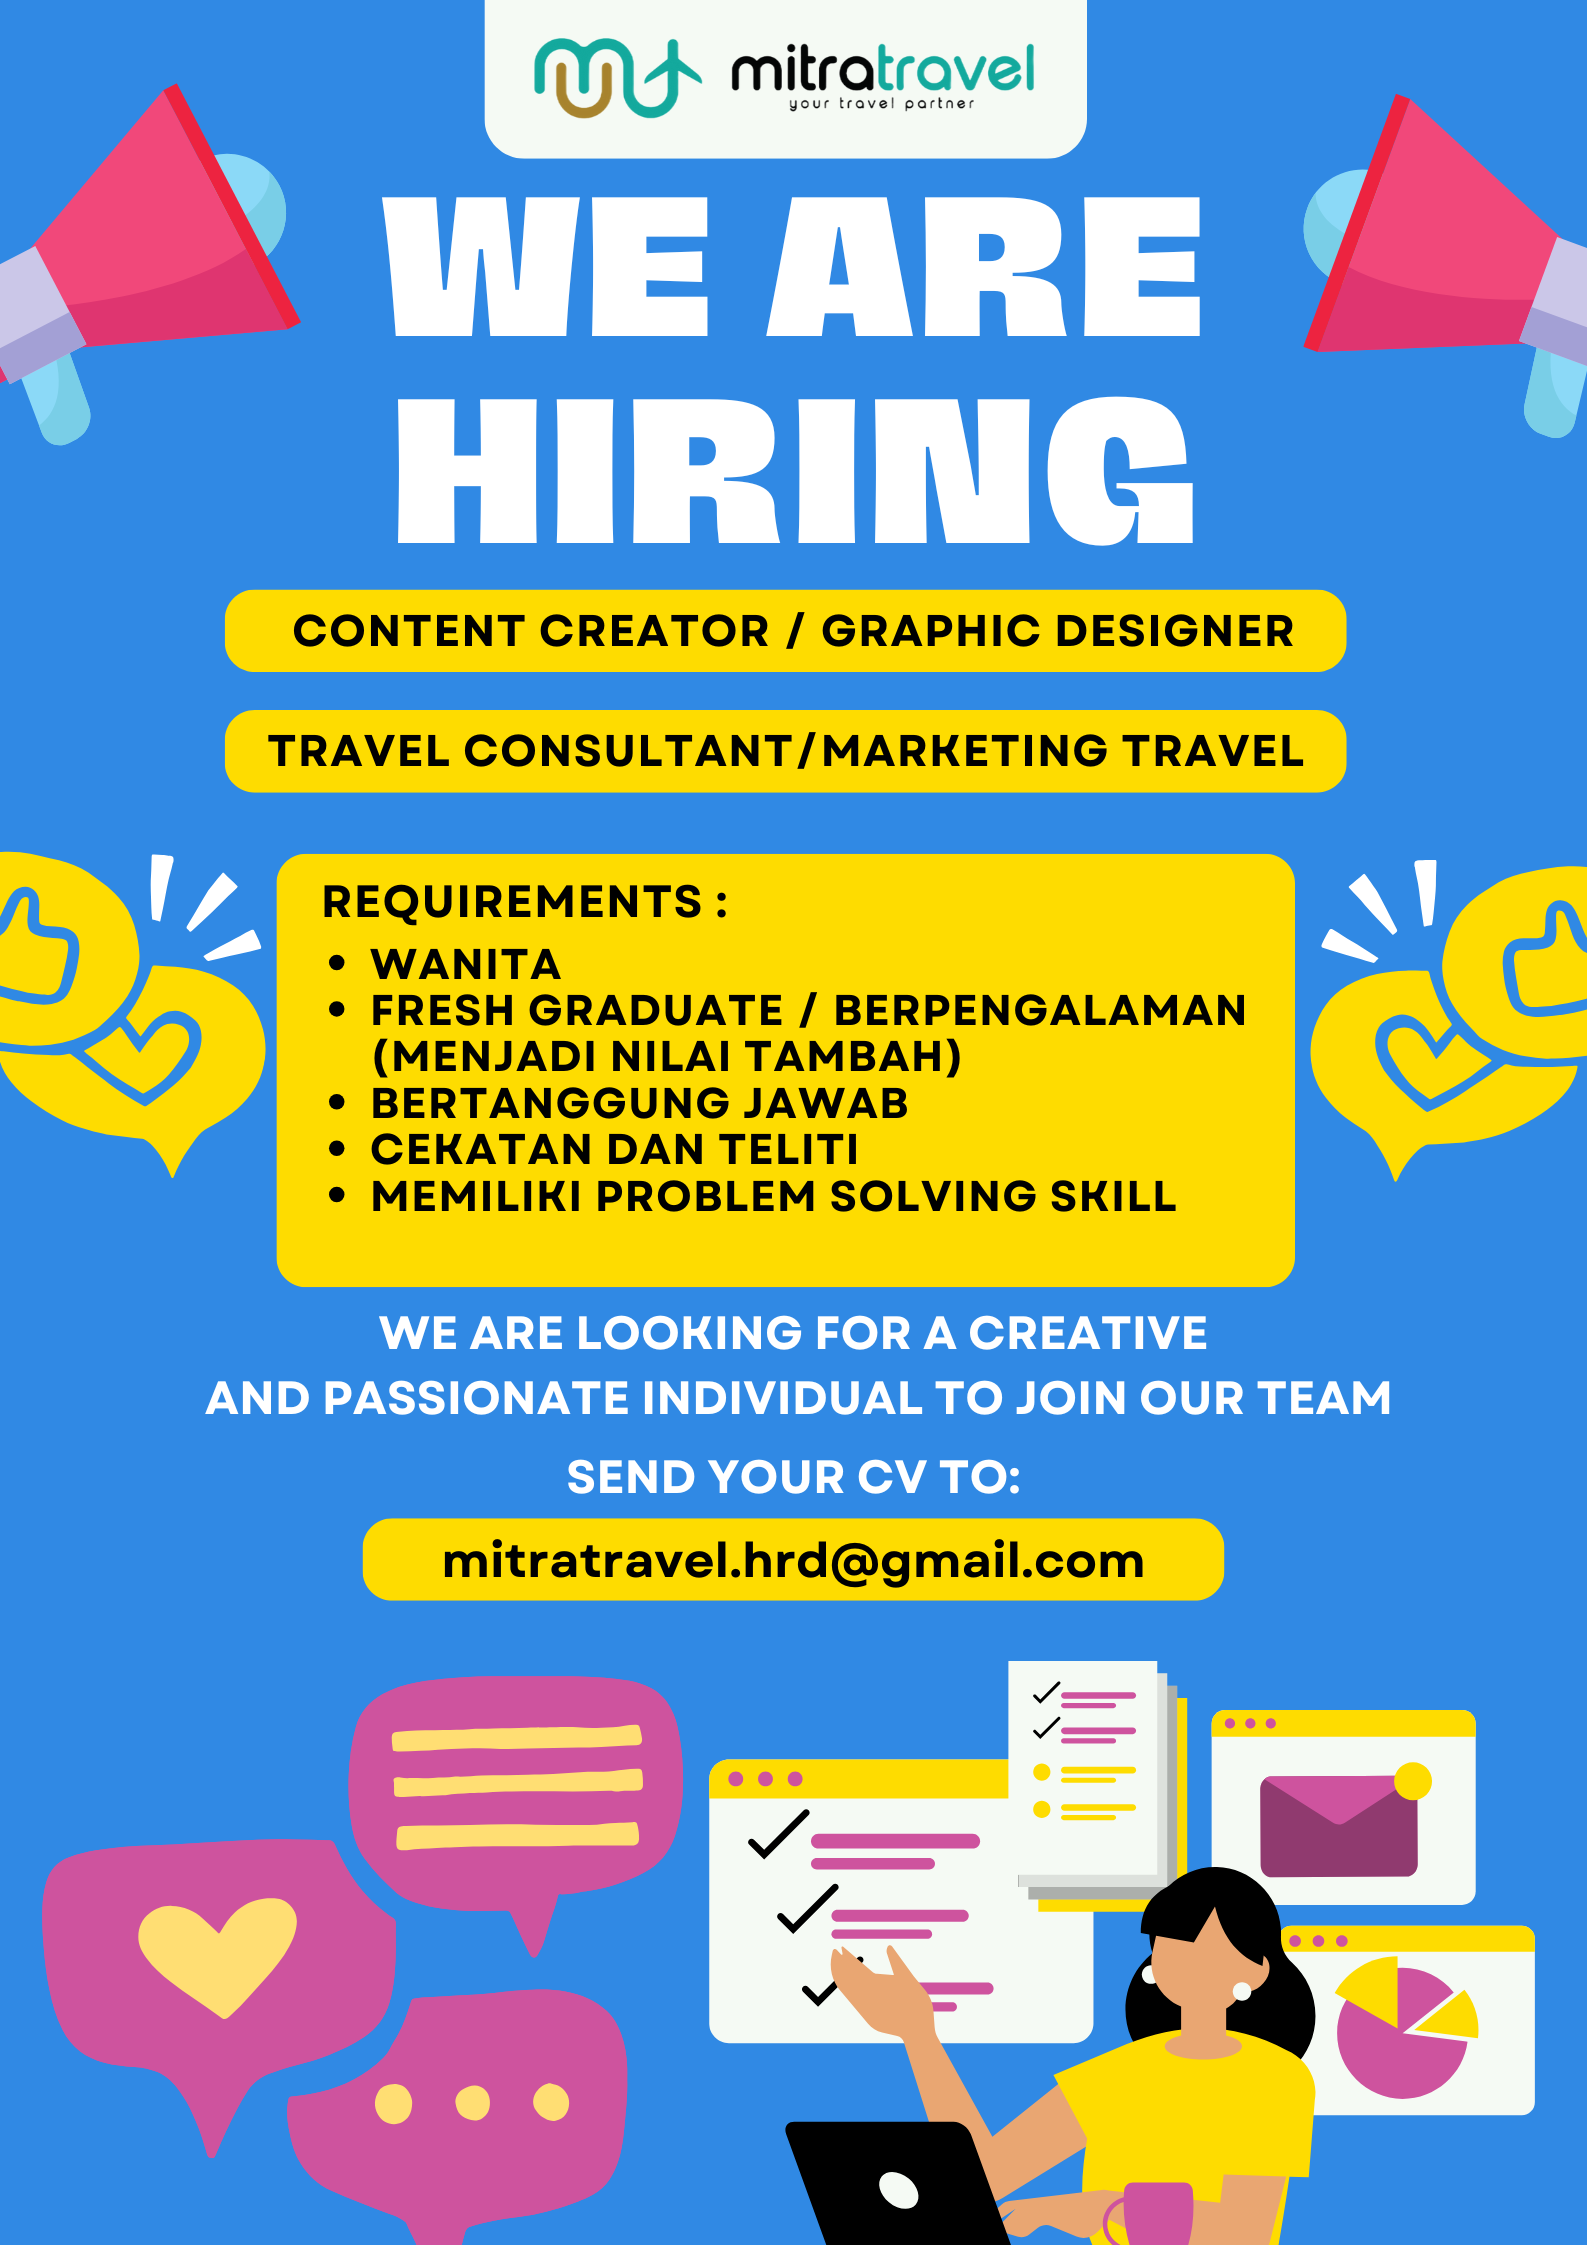 mitratravel
your travel partner
WE ARE
HIRING
CONTENT CREATOR / GRAPHIC DESIGNER
TRAVEL CONSULTANT/MARKETING TRAVEL
REQUIREMENTS :
• WANITA
• FRESH GRADUATE / BERPENGALAMAN
(MENJADI NILAI TAMBAH)
• BERTANGGUNG JAWAB
• CEKATAN DAN TELITI
• MEMILIKI PROBLEM SOLVING SKILL
WE ARE LOOKING FOR A CREATIVE
AND PASSIONATE INDIVIDUAL TO JOIN OUR TEAM
SEND YOUR CV TO:
mitratravel.hrd@gmail.com